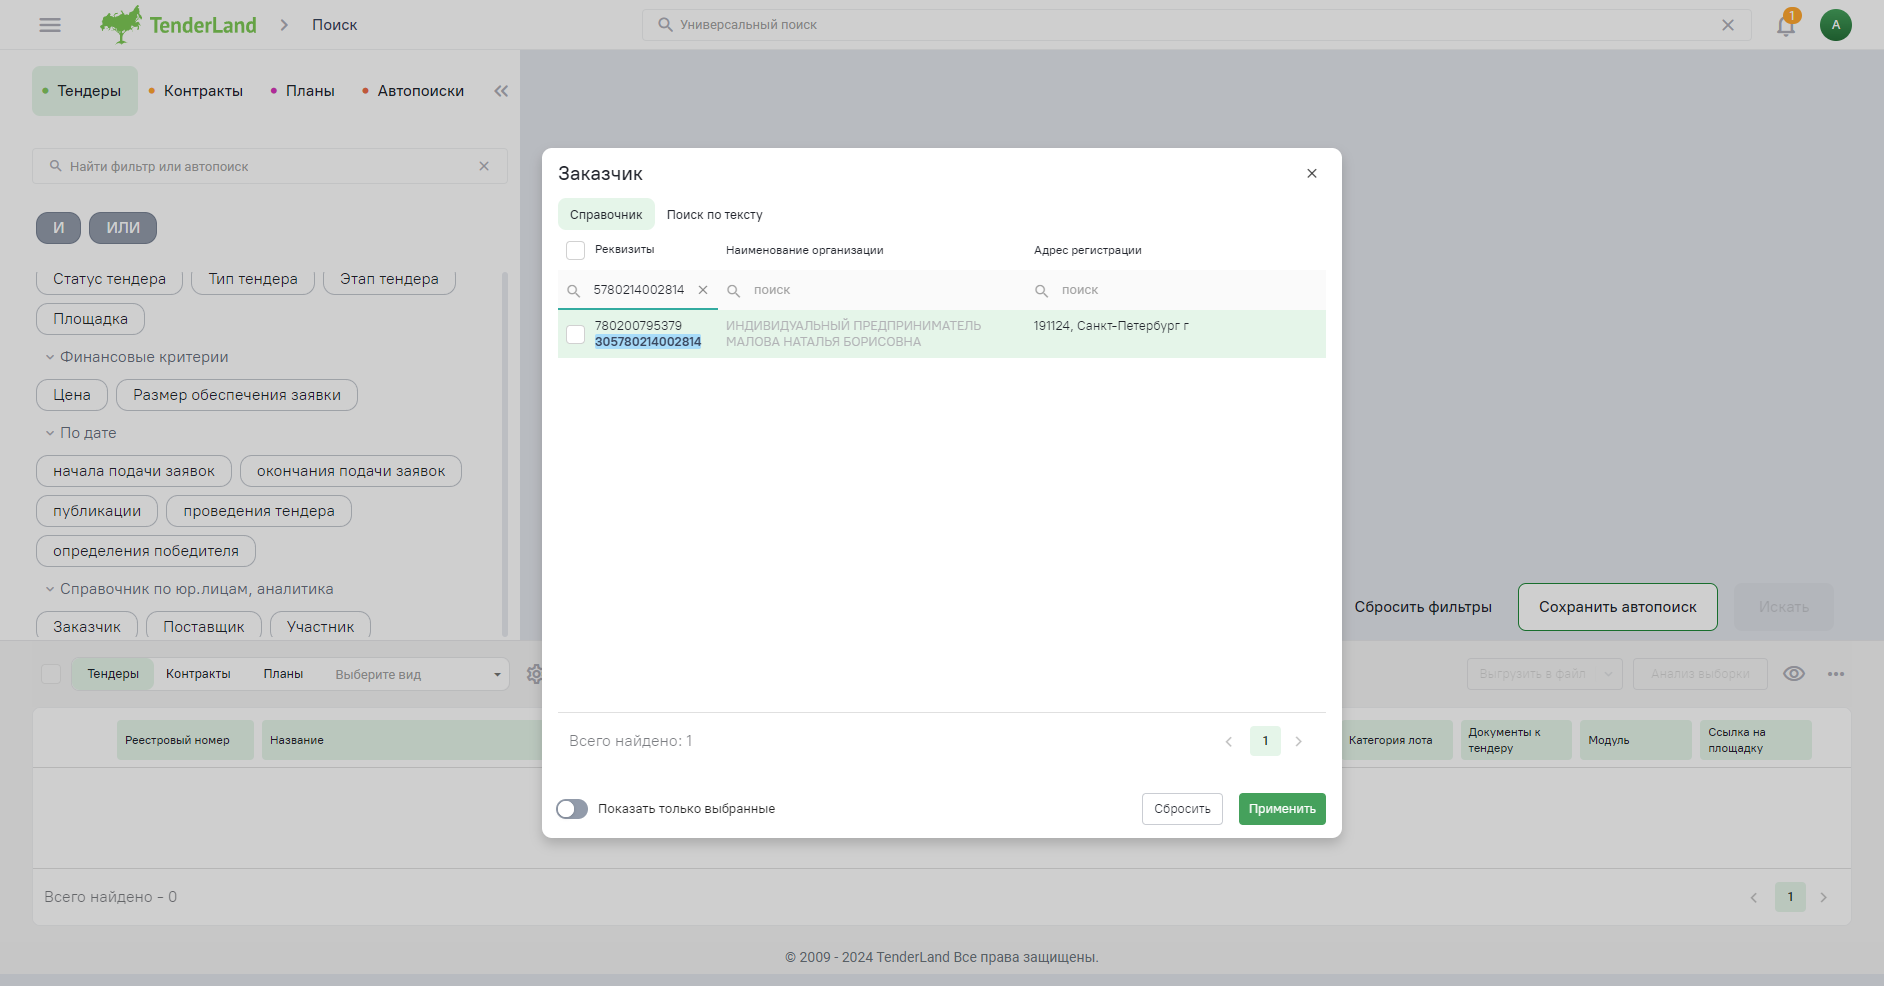 TenderLand
Поиск
Универсальный поиск
1
А
Тендеры
Контракты
Планы
Автопоиски
Найти фильтр или автопоиск
И
ИЛИ
Статус тендера
Тип тендера
Этап тендера
Площадка
Финансовые критерии
Цена
Размер обеспечения заявки
По дате
начала подачи заявок
окончания подачи заявок
публикации
проведения тендера
определения победителя
Справочник по юр.лицам, аналитика
Заказчик
Поставщик
Участник
Заказчик
Справочник
Поиск по тексту
Реквизиты
Наименование организации
Адрес регистрации
5780214002814
поиск
поиск
780200795379
305780214002814
ИНДИВИДУАЛЬНЫЙ ПРЕДПРИНИМАТЕЛЬ
МАЛОВА НАТАЛЬЯ БОРИСОВНА
191124, Санкт-Петербург г
Всего найдено: 1
1
Показать только выбранные
Сбросить
Применить
Сбросить фильтры
Сохранить автопоиск
Искать
Тендеры
Контракты
Планы
Выберите вид
Выгрузить в файл
Анализ выборки
Реестровый номер
Название
Категория лота
Документы к
тендеру
Модуль
Ссылка на
площадку
Всего найдено - 0
1
© 2009 - 2024 TenderLand Все права защищены.